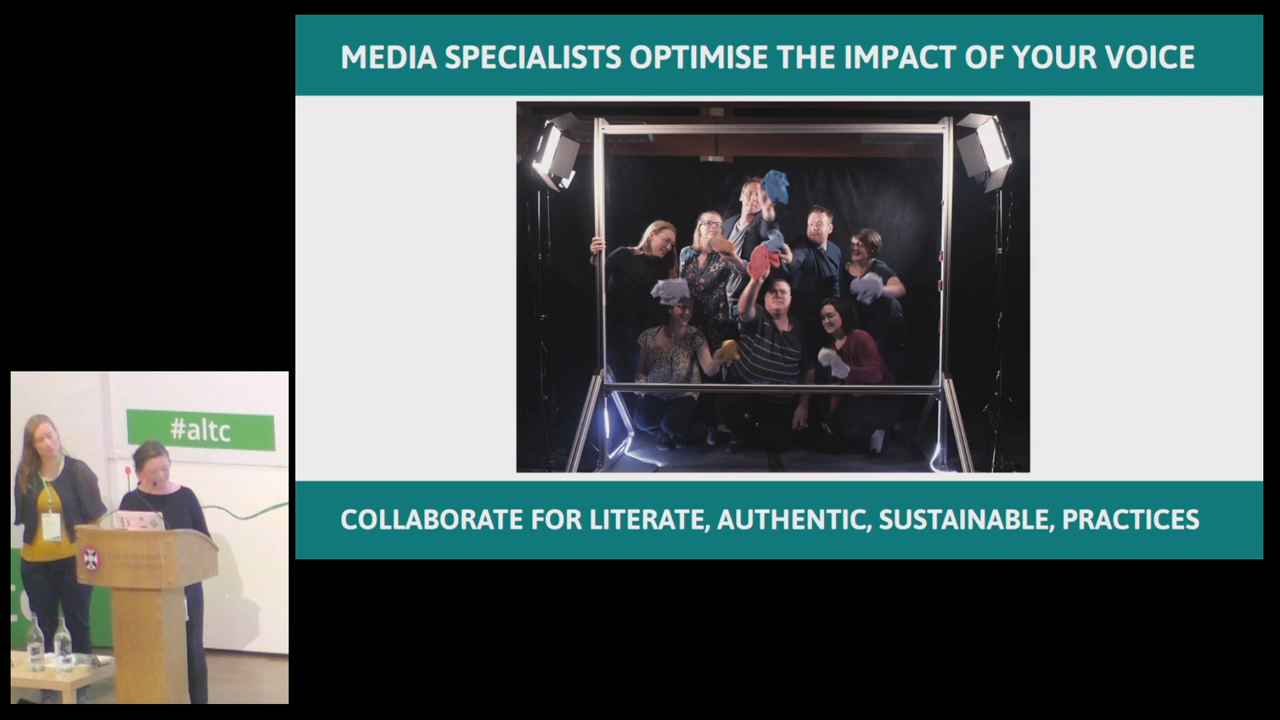 MEDIA SPECIALISTS OPTIMISE THE IMPACT OF YOUR VOICE
#altc
COLLABORATE FOR LITERATE, AUTHENTIC, SUSTAINABLE, PRACTICES